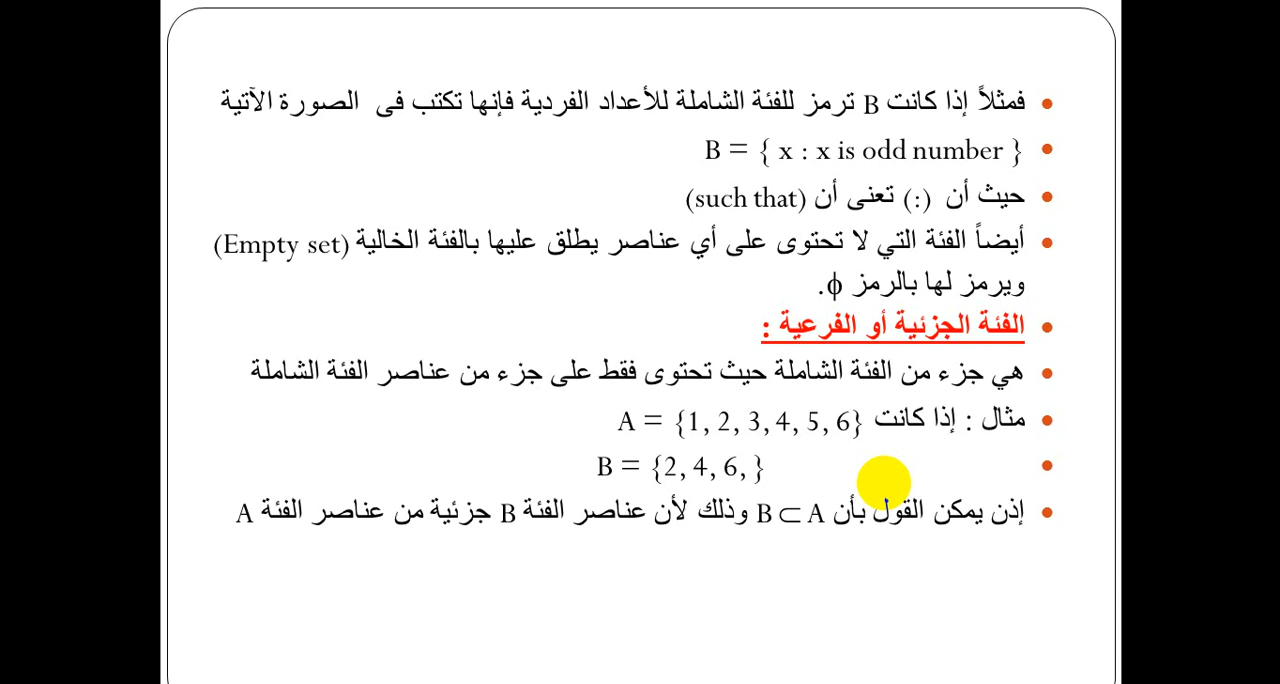 • فمثلاً إذا كانت B ترمز للفئة الشاملة للأعداد الفردية فإنها تكتب فى الصورة الآتية
• B = { x : x is odd number }
• حيث أن (:) تعنى أن (such that)
• أيضاً الفئة التي لا تحتوى على أي عناصر يطلق عليها بالفئة الخالية (Empty set)
ويرمز لها بالرمز ϕ.
• الفئة الجزئية أو الفرعية :
• هي جزء من الفئة الشاملة حيث تحتوى فقط على جزء من عناصر الفئة الشاملة
• مثال : إذا كانت A = {1, 2, 3, 4, 5, 6}
• B = {2, 4, 6, }
• إذن يمكن القول بأن B ⊂ A وذلك لأن عناصر الفئة B جزئية من عناصر الفئة A